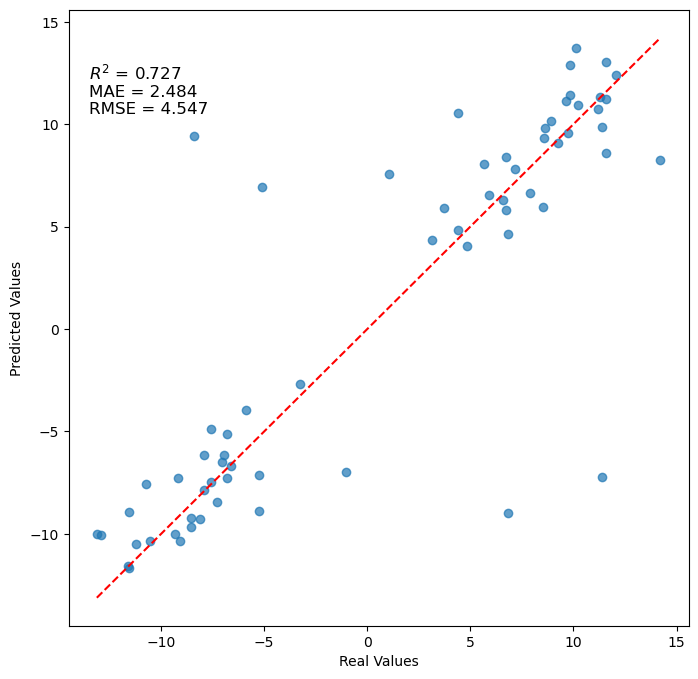 15
R² = 0.727
MAE = 2.484
RMSE = 4.547
10
5
0
−5
−10
Predicted Values
−10 −5 0 5 10 15
Real Values